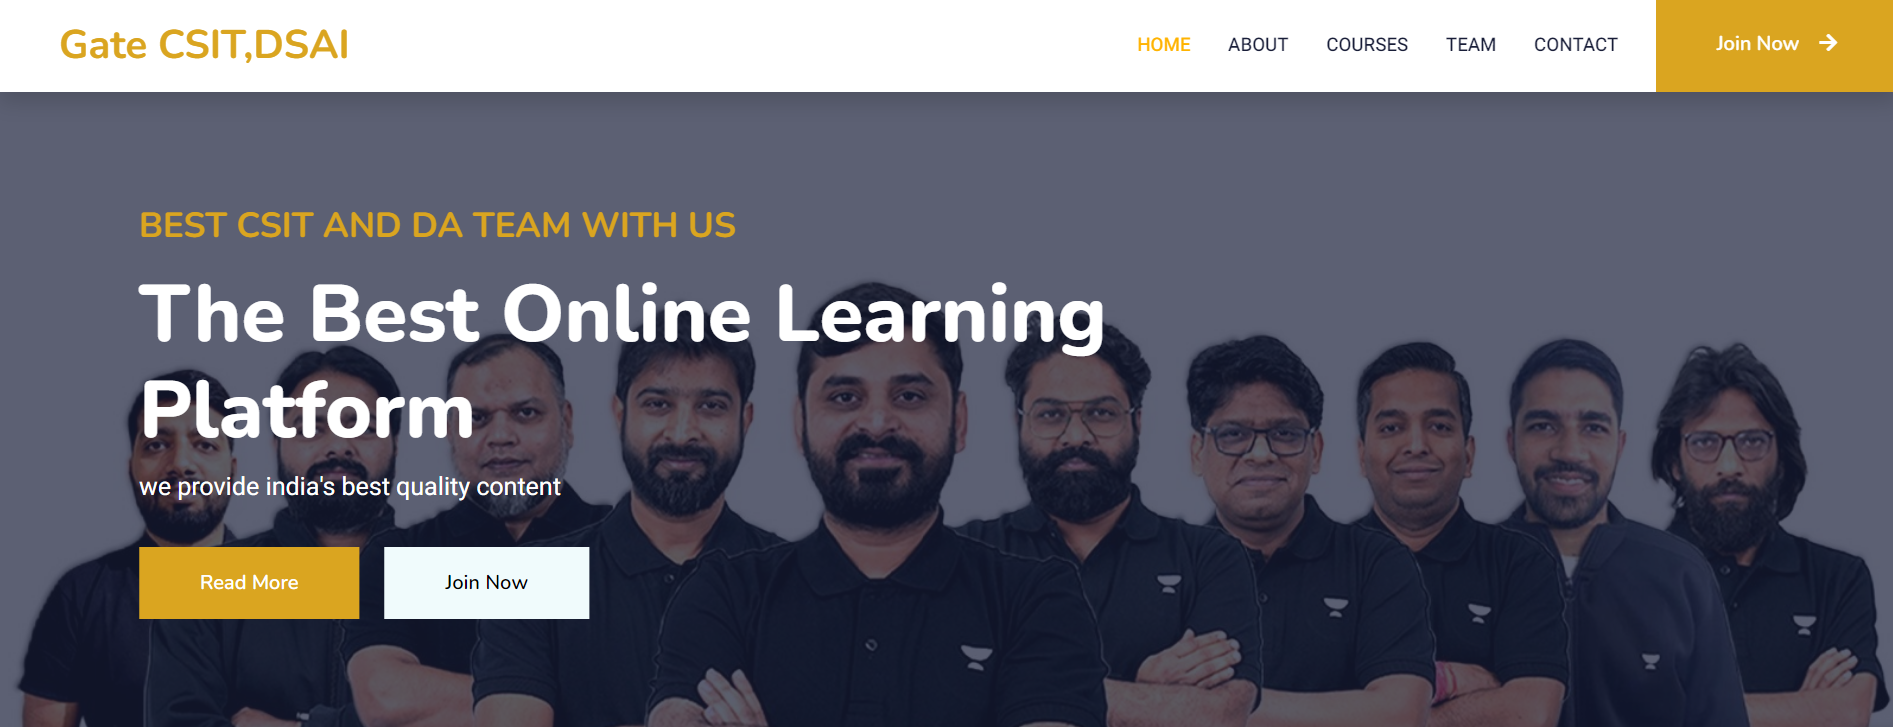 Gate CSIT,DSAI
HOME ABOUT COURSES TEAM CONTACT Join Now
BEST CSIT AND DA TEAM WITH US
The Best Online Learning
Platform
we provide india's best quality content
Read More Join Now